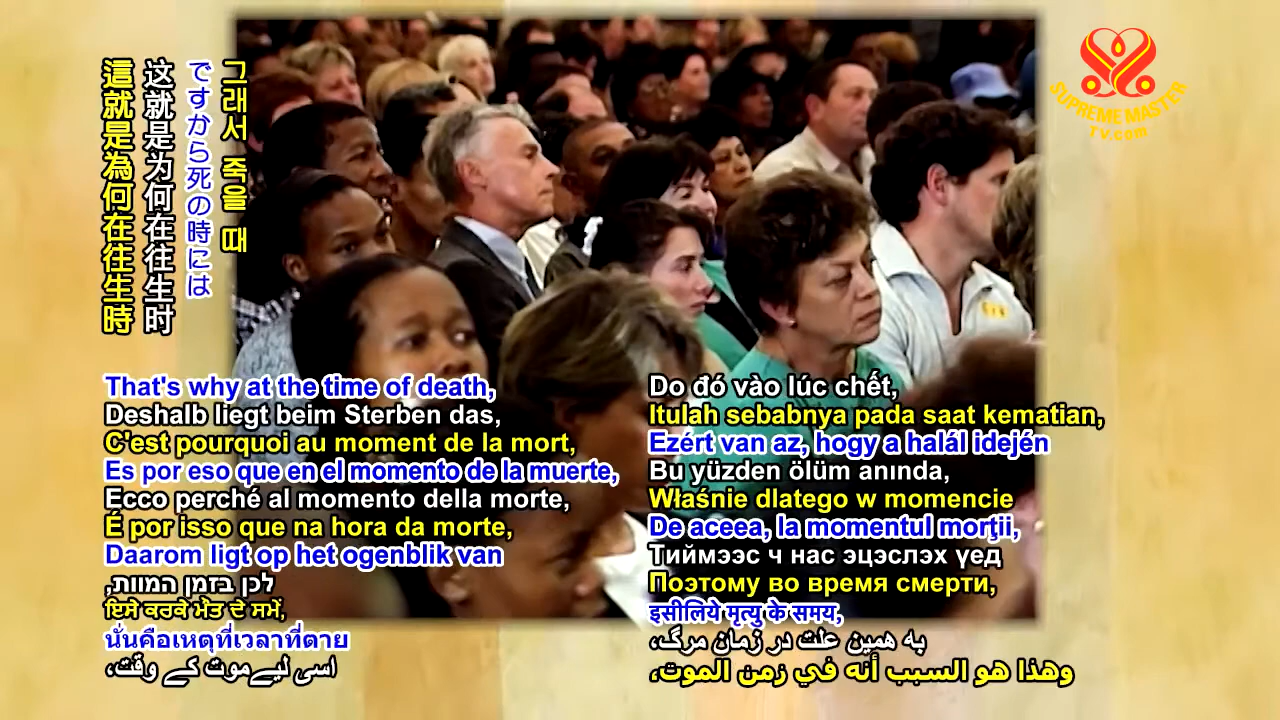 그래서 죽을 때
ですから死の時には
这就是为何在往生时
這就是為何在往生時
SUPREME MASTER
TV.com
That's why at the time of death,
Deshalb liegt beim Sterben das,
C'est pourquoi au moment de la mort,
Es por eso que en el momento de la muerte,
Ecco perché al momento della morte,
É por isso que na hora da morte,
Daarom ligt op het ogenblik van
לכן בזמן המוות,
ਇਸੇ ਕਰਕੇ ਮੌਤ ਦੇ ਸਮੇਂ,
นั่นคือเหตุที่เวลาที่ตาย
اسی لیےموت کے وقت،
Do đó vào lúc chết,
Itulah sebabnya pada saat kematian,
Ezért van az, hogy a halál idején
Bu yüzden ölüm anında,
Właśnie dlatego w momencie
De aceea, la momentul morţii,
Тиймээс ч нас эцэслэх үед
Поэтому во время смерти,
इसीलिये मृत्यु के समय,
به همین علت در زمان مرگ،
وهذا هو السبب أنه في زمن الموت،